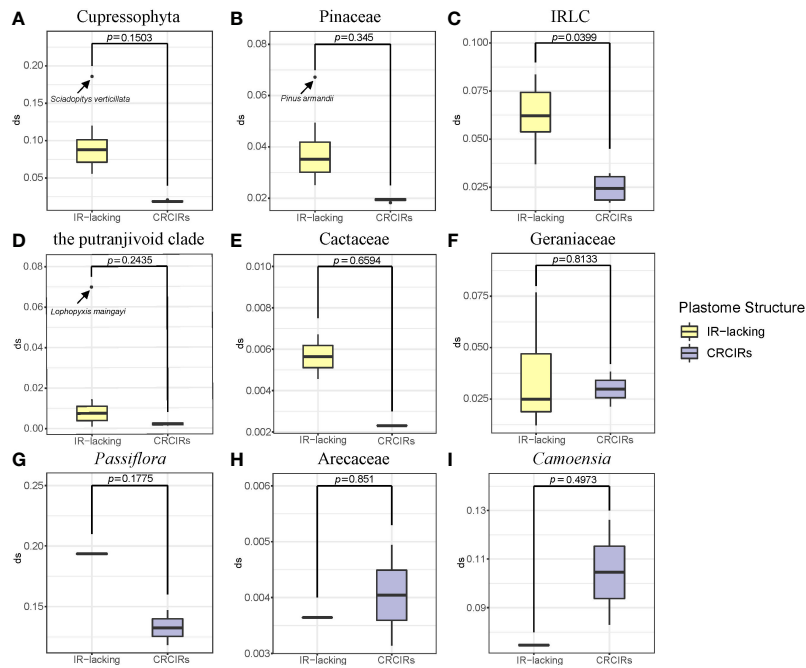 A Cupressophyta
p=0.1503
Sciadopitys verticillata
ds
0.20
0.15
0.10
0.05
IR-lacking CRCIRs
B Pinaceae
p=0.345
Pinus armandii
ds
0.08
0.06
0.04
0.02
IR-lacking CRCIRs
C IRLC
p=0.0399
ds
0.100
0.075
0.050
0.025
IR-lacking CRCIRs
D the putranjivoid clade
p=0.2435
Lophopyxis maingayi
ds
0.08
0.06
0.04
0.02
0.00
IR-lacking CRCIRs
E Cactaceae
p=0.6594
ds
0.010
0.008
0.006
0.004
0.002
IR-lacking CRCIRs
F Geraniaceae
p=0.8133
ds
0.075
0.050
0.025
IR-lacking CRCIRs
Plastome Structure
IR-lacking
CRCIRs
G Passiflora
p=0.1775
ds
0.25
0.20
0.15
IR-lacking CRCIRs
H Arecaceae
p=0.851
ds
0.006
0.005
0.004
0.003
IR-lacking CRCIRs
I Camoensia
p=0.4973
ds
0.13
0.11
0.09
IR-lacking CRCIRs